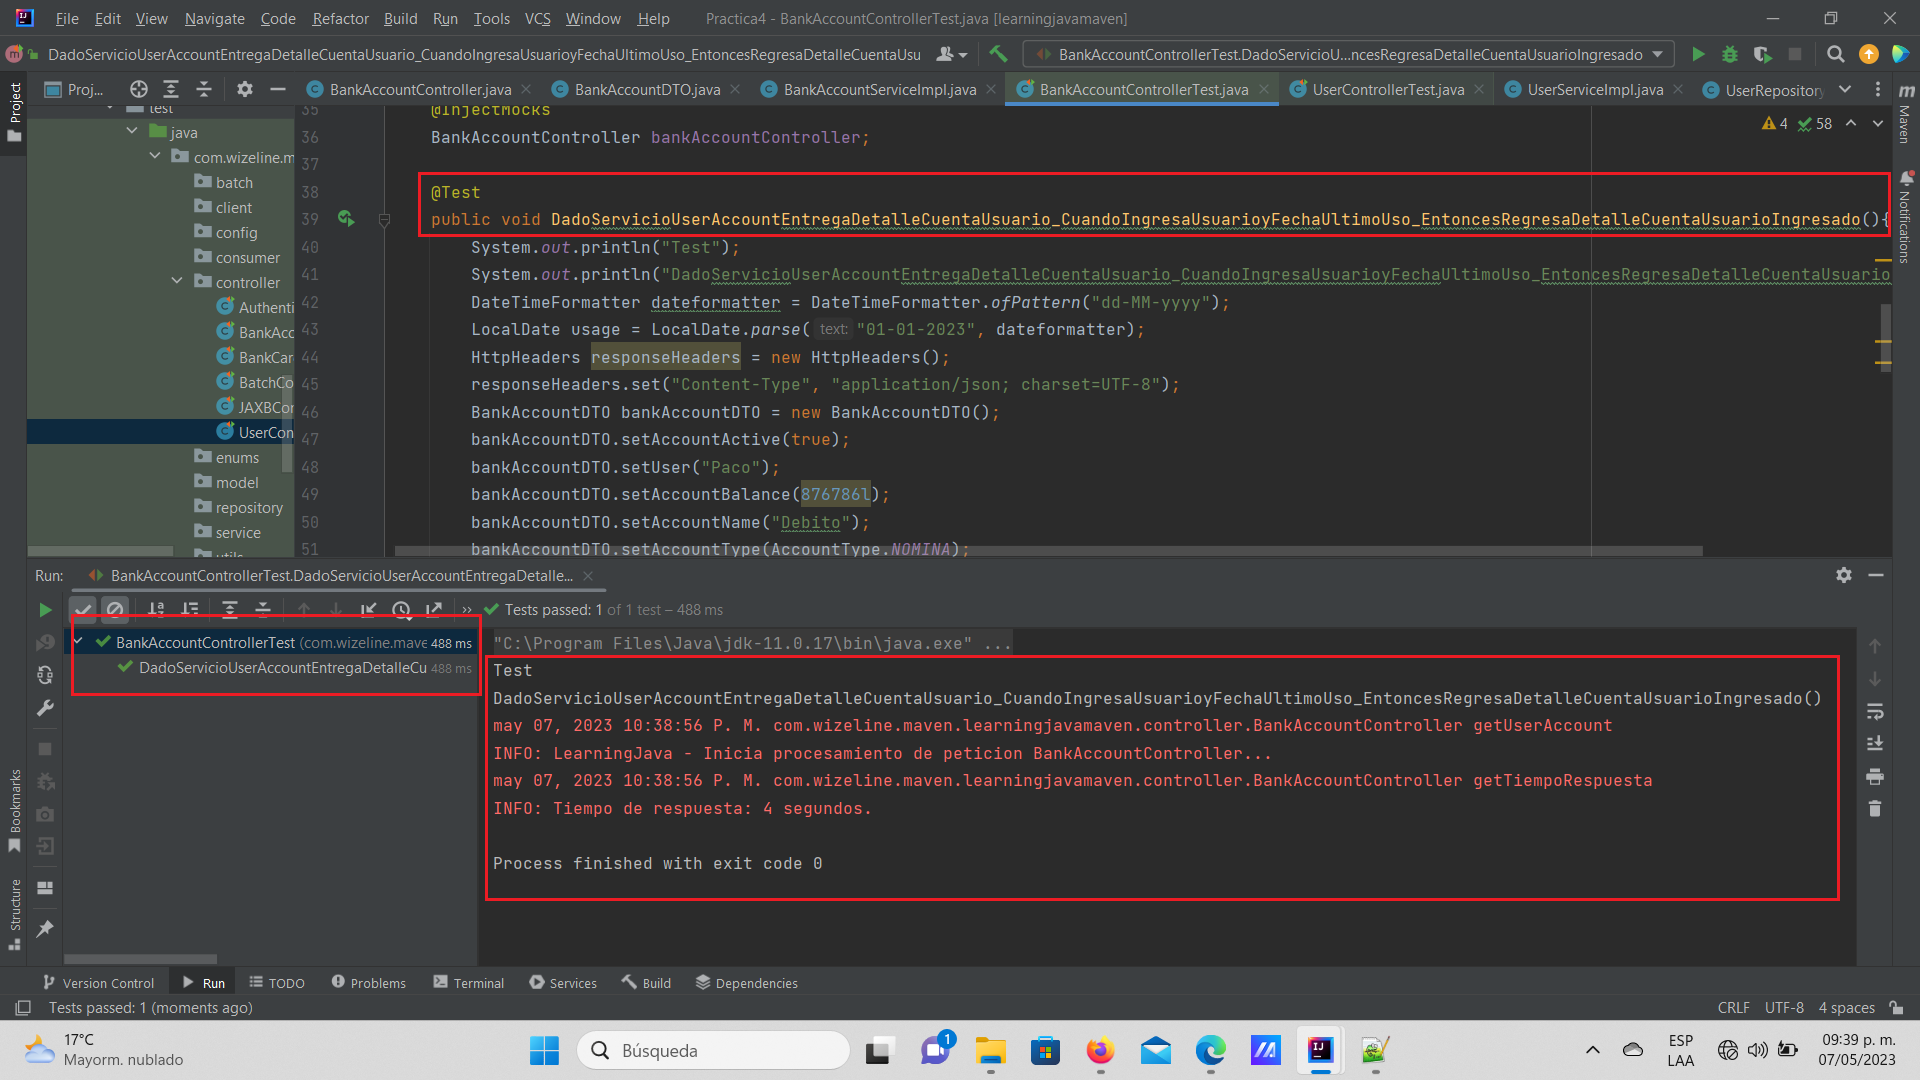 File Edit View Navigate Code Refactor Build Run Tools VCS Window Help Practica4 - BankAccountControllerTest.java [learningjavamaven]
DadoServicioUserAccountEntregaDetalleCuentaUsuario_CuandoIngresaUsuarioyFechaUltimoUso_EntoncesRegresaDetalleCuentaUsu BankAccountControllerTest.DadoServicioU...ncesRegresaDetalleCuentaUsuarioIngresado
Project
Proj... BankAccountController.java BankAccountDTO.java BankAccountServiceImpl.java BankAccountControllerTest.java UserControllerTest.java UserServiceImpl.java UserRepository
Maven
Notifications
test
java
com.wizeline.m
batch
client
config
consumer
controller
Authenti
BankAcc
BankCar
BatchCo
JAXBCon
UserCon
enums
model
repository
service
utils
4 58
35 @InjectMocks
36 BankAccountController bankAccountController;
37
38 @Test
39 public void DadoServicioUserAccountEntregaDetalleCuentaUsuario_CuandoIngresaUsuarioyFechaUltimoUso_EntoncesRegresaDetalleCuentaUsuarioIngresado(){
40 System.out.println("Test");
41 System.out.println("DadoServicioUserAccountEntregaDetalleCuentaUsuario_CuandoIngresaUsuarioyFechaUltimoUso_EntoncesRegresaDetalleCuentaUsuario
42 DateTimeFormatter dateformatter = DateTimeFormatter.ofPattern("dd-MM-yyyy");
43 LocalDate usage = LocalDate.parse( text: "01-01-2023", dateformatter);
44 HttpHeaders responseHeaders = new HttpHeaders();
45 responseHeaders.set("Content-Type", "application/json; charset=UTF-8");
46 BankAccountDTO bankAccountDTO = new BankAccountDTO();
47 bankAccountDTO.setAccountActive(true);
48 bankAccountDTO.setUser("Paco");
49 bankAccountDTO.setAccountBalance(876786l);
50 bankAccountDTO.setAccountName("Debito");
51 bankAccountDTO.setAccountType(AccountType.NOMINA);
Run: BankAccountControllerTest.DadoServicioUserAccountEntregaDetalle...
Tests passed: 1 of 1 test – 488 ms
BankAccountControllerTest (com.wizeline.mave 488 ms
DadoServicioUserAccountEntregaDetalleCu 488 ms
"C:\Program Files\Java\jdk-11.0.17\bin\java.exe" ...
Test
DadoServicioUserAccountEntregaDetalleCuentaUsuario_CuandoIngresaUsuarioyFechaUltimoUso_EntoncesRegresaDetalleCuentaUsuarioIngresado()
may 07, 2023 10:38:56 P. M. com.wizeline.maven.learningjavamaven.controller.BankAccountController getUserAccount
INFO: LearningJava - Inicia procesamiento de peticion BankAccountController...
may 07, 2023 10:38:56 P. M. com.wizeline.maven.learningjavamaven.controller.BankAccountController getTiempoRespuesta
INFO: Tiempo de respuesta: 4 segundos.
Process finished with exit code 0
Bookmarks
Structure
Version Control Run TODO Problems Terminal Services Build Dependencies
Tests passed: 1 (moments ago) CRLF UTF-8 4 spaces
17°C
Mayorm. nublado
Búsqueda
1
ESP
LAA
09:39 p. m.
07/05/2023